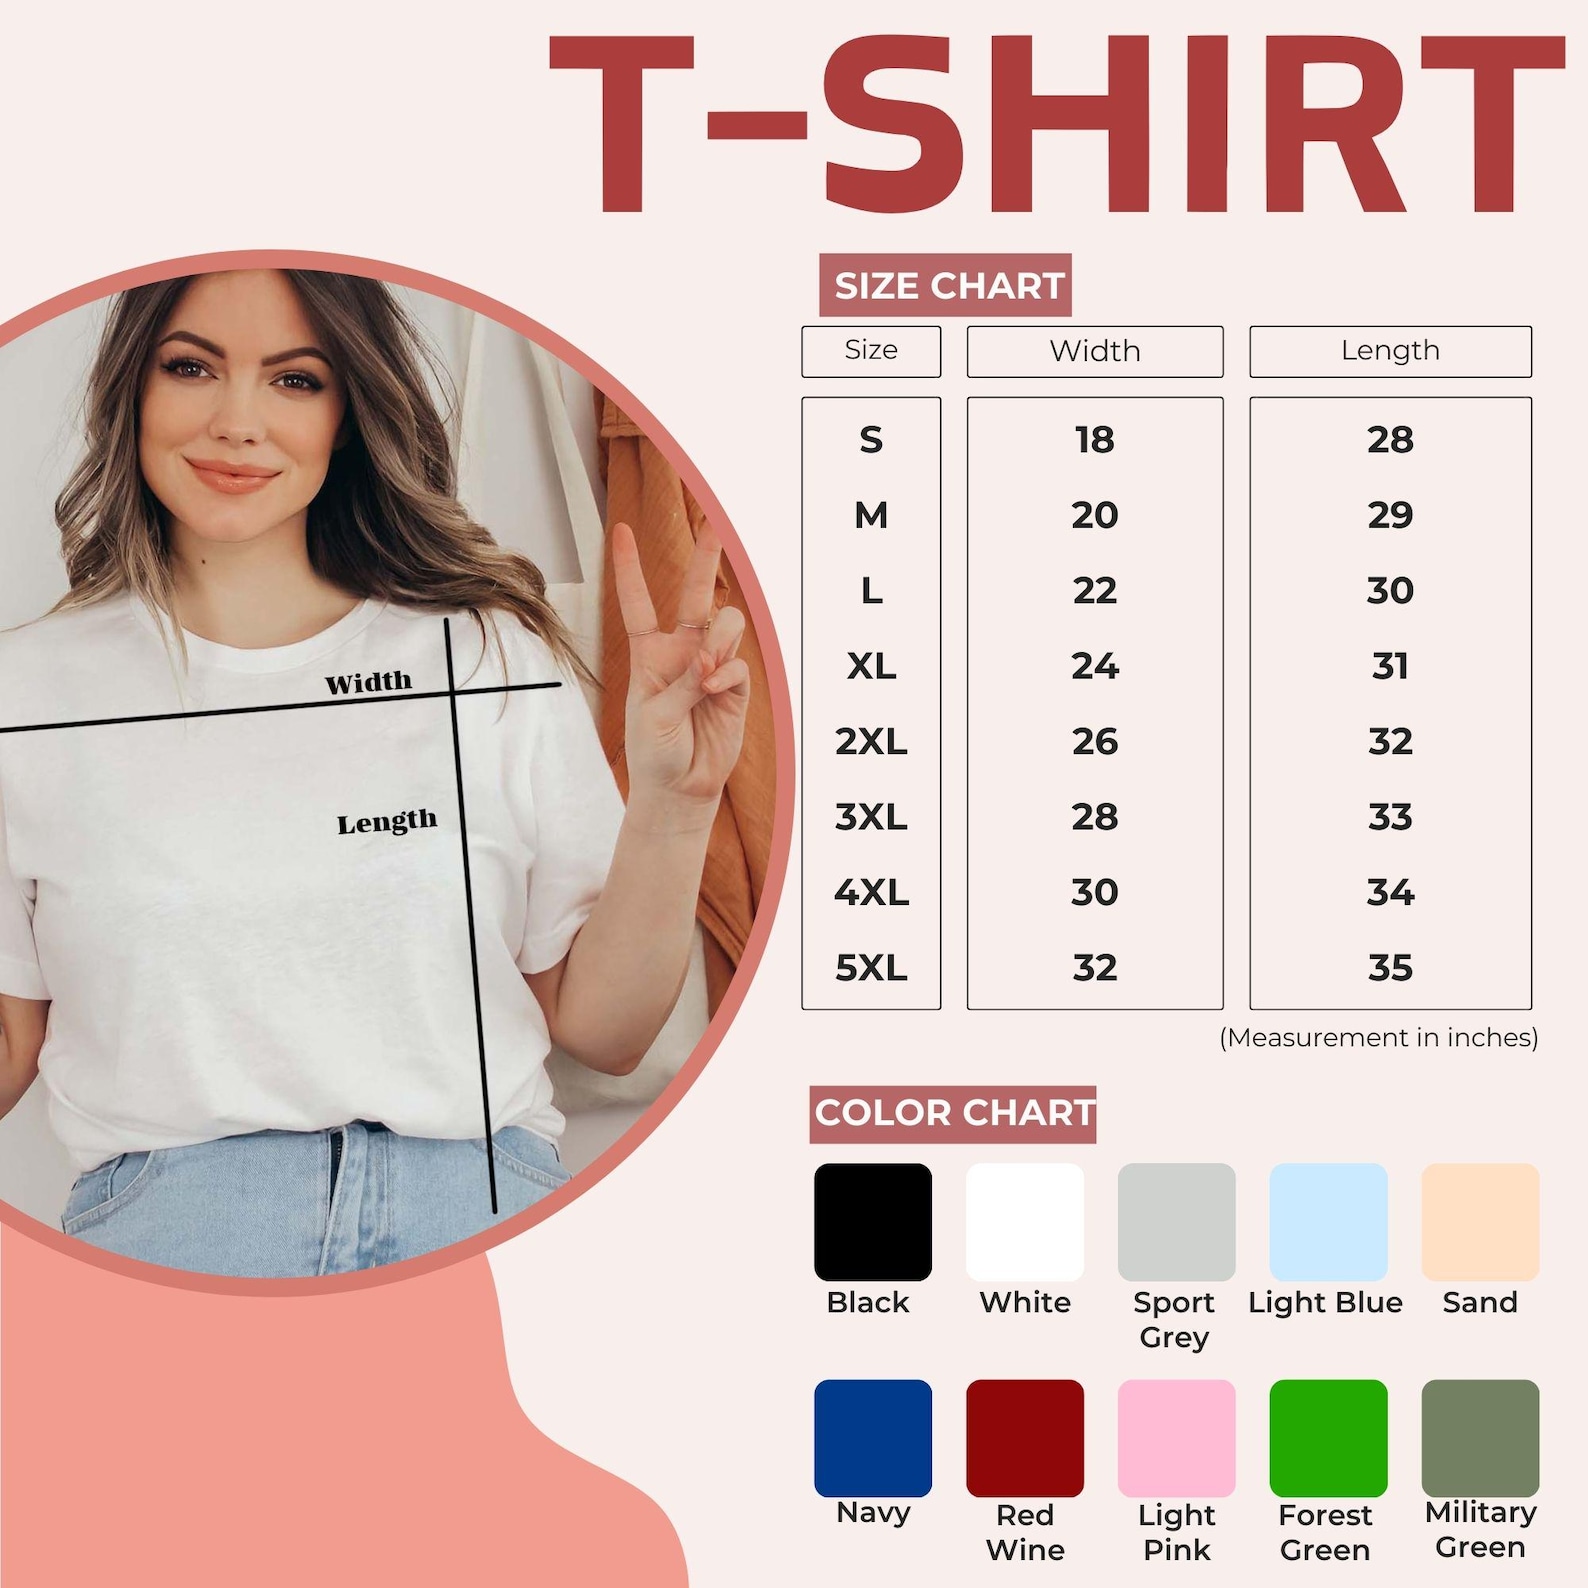 T-SHIRT
SIZE CHART
Size Width Length
S 18 28
M 20 29
L 22 30
XL 24 31
2XL 26 32
3XL 28 33
4XL 30 34
5XL 32 35
(Measurement in inches)
Width
Length
COLOR CHART
Black White Sport Grey Light Blue Sand
Navy Red Wine Light Pink Forest Green Military Green